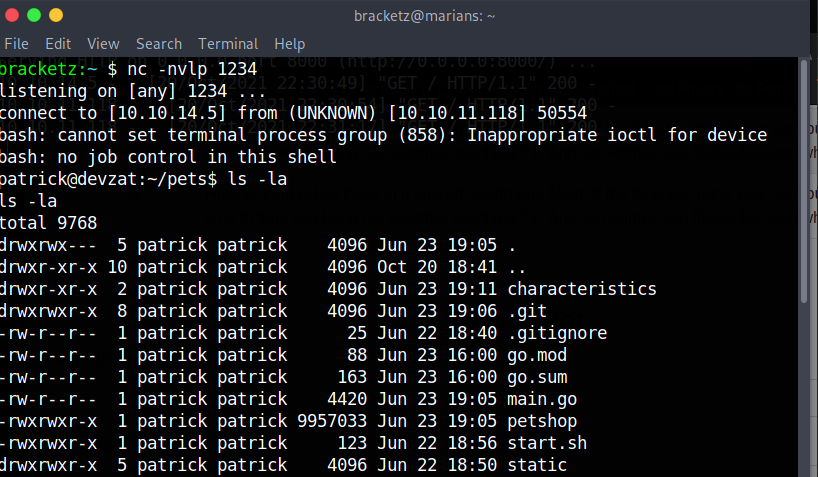 bracketz@marians: ~
File Edit View Search Terminal Help
bracketz:~ $ nc -nvlp 1234
listening on [any] 1234 ...
connect to [10.10.14.5] from (UNKNOWN) [10.10.11.118] 50554
bash: cannot set terminal process group (858): Inappropriate ioctl for device
bash: no job control in this shell
patrick@devzat:~/pets$ ls -la
ls -la
total 9768
drwxrwx---  5 patrick patrick    4096 Jun 23 19:05 .
drwxr-xr-x 10 patrick patrick    4096 Oct 20 18:41 ..
drwxr-xr-x  2 patrick patrick    4096 Jun 23 19:11 characteristics
drwxrwxr-x  8 patrick patrick    4096 Jun 23 19:06 .git
-rw-r--r--  1 patrick patrick      25 Jun 22 18:40 .gitignore
-rw-r--r--  1 patrick patrick      88 Jun 23 16:00 go.mod
-rw-r--r--  1 patrick patrick     163 Jun 23 16:00 go.sum
-rw-r--r--  1 patrick patrick    4420 Jun 23 19:05 main.go
-rwxrwxr-x  1 patrick patrick 9957033 Jun 23 19:05 petshop
-rwxrwxr-x  1 patrick patrick     123 Jun 22 18:56 start.sh
drwxrwxr-x  5 patrick patrick    4096 Jun 22 18:50 static